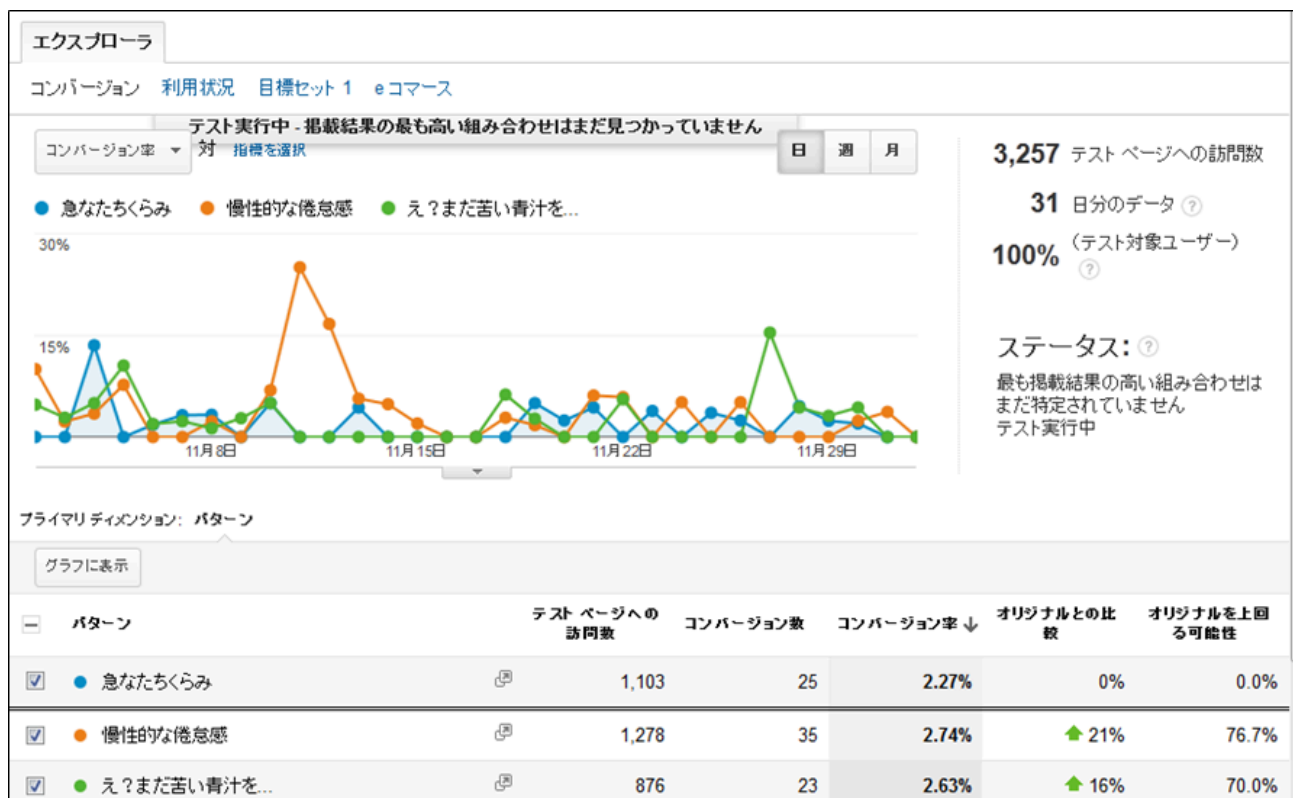 エクスプローラ
コンバージョン 利用状況 目標セット 1 eコマース
テスト実行中 - 掲載結果の最も高い組み合わせはまだ見つかっていません
コンバージョン率 対 指標を選択 日 週 月
急なたちくらみ 慢性的な倦怠感 え？まだ苦い青汁を...
30%
15%
11月8日 11月15日 11月22日 11月29日
3,257 テスト ページへの訪問数
31 日分のデータ ?
100% （テスト対象ユーザー） ?
ステータス: ?
最も掲載結果の高い組み合わせは
まだ特定されていません
テスト実行中
プライマリ ディメンション: パターン
グラフに表示
パターン テスト ページへの訪問数 コンバージョン数 コンバージョン率 オリジナルとの比較 オリジナルを上回る可能性
急なたちくらみ 1,103 25 2.27% 0% 0.0%
慢性的な倦怠感 1,278 35 2.74% 21% 76.7%
え？まだ苦い青汁を... 876 23 2.63% 16% 70.0%